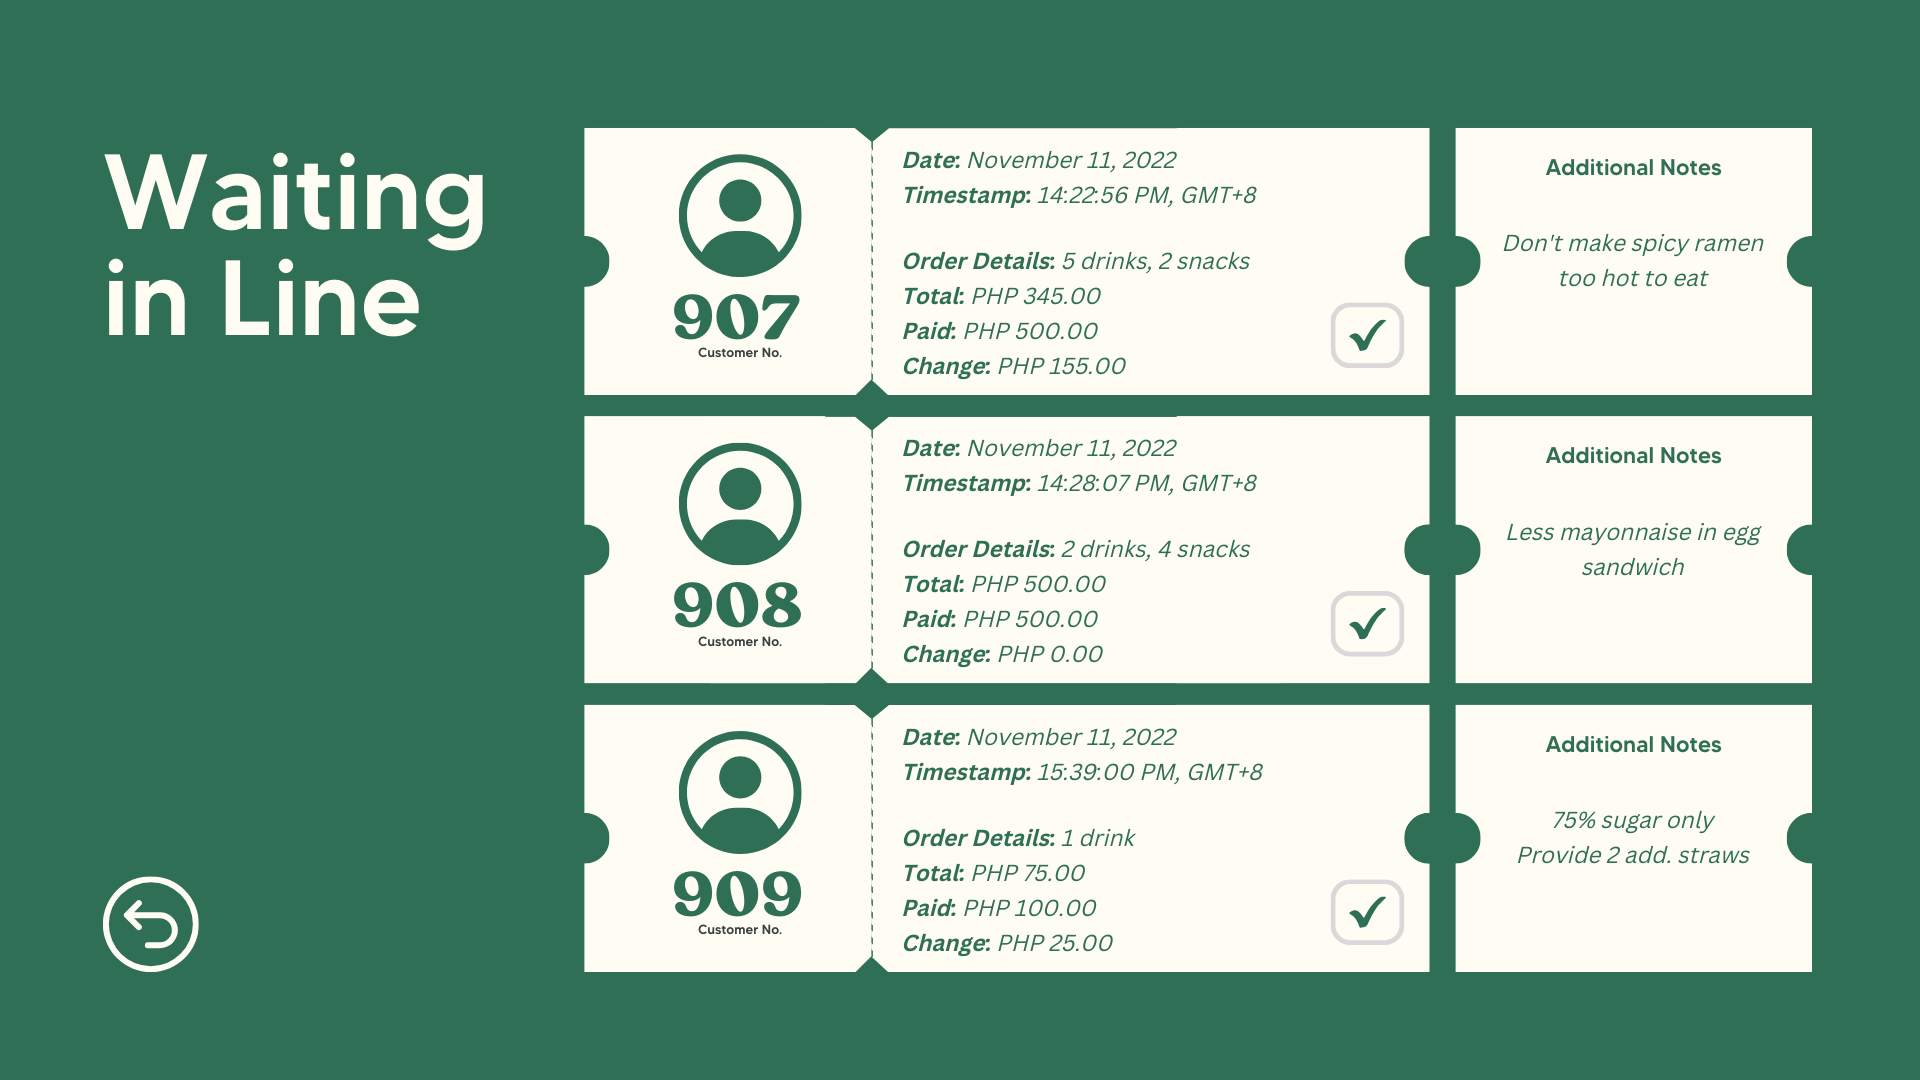 Waiting
in Line
907
Customer No.
Date: November 11, 2022
Timestamp: 14:22:56 PM, GMT+8
Order Details: 5 drinks, 2 snacks
Total: PHP 345.00
Paid: PHP 500.00
Change: PHP 155.00
Additional Notes
Don't make spicy ramen
too hot to eat
908
Customer No.
Date: November 11, 2022
Timestamp: 14:28:07 PM, GMT+8
Order Details: 2 drinks, 4 snacks
Total: PHP 500.00
Paid: PHP 500.00
Change: PHP 0.00
Additional Notes
Less mayonnaise in egg
sandwich
909
Customer No.
Date: November 11, 2022
Timestamp: 15:39:00 PM, GMT+8
Order Details: 1 drink
Total: PHP 75.00
Paid: PHP 100.00
Change: PHP 25.00
Additional Notes
75% sugar only
Provide 2 add. straws